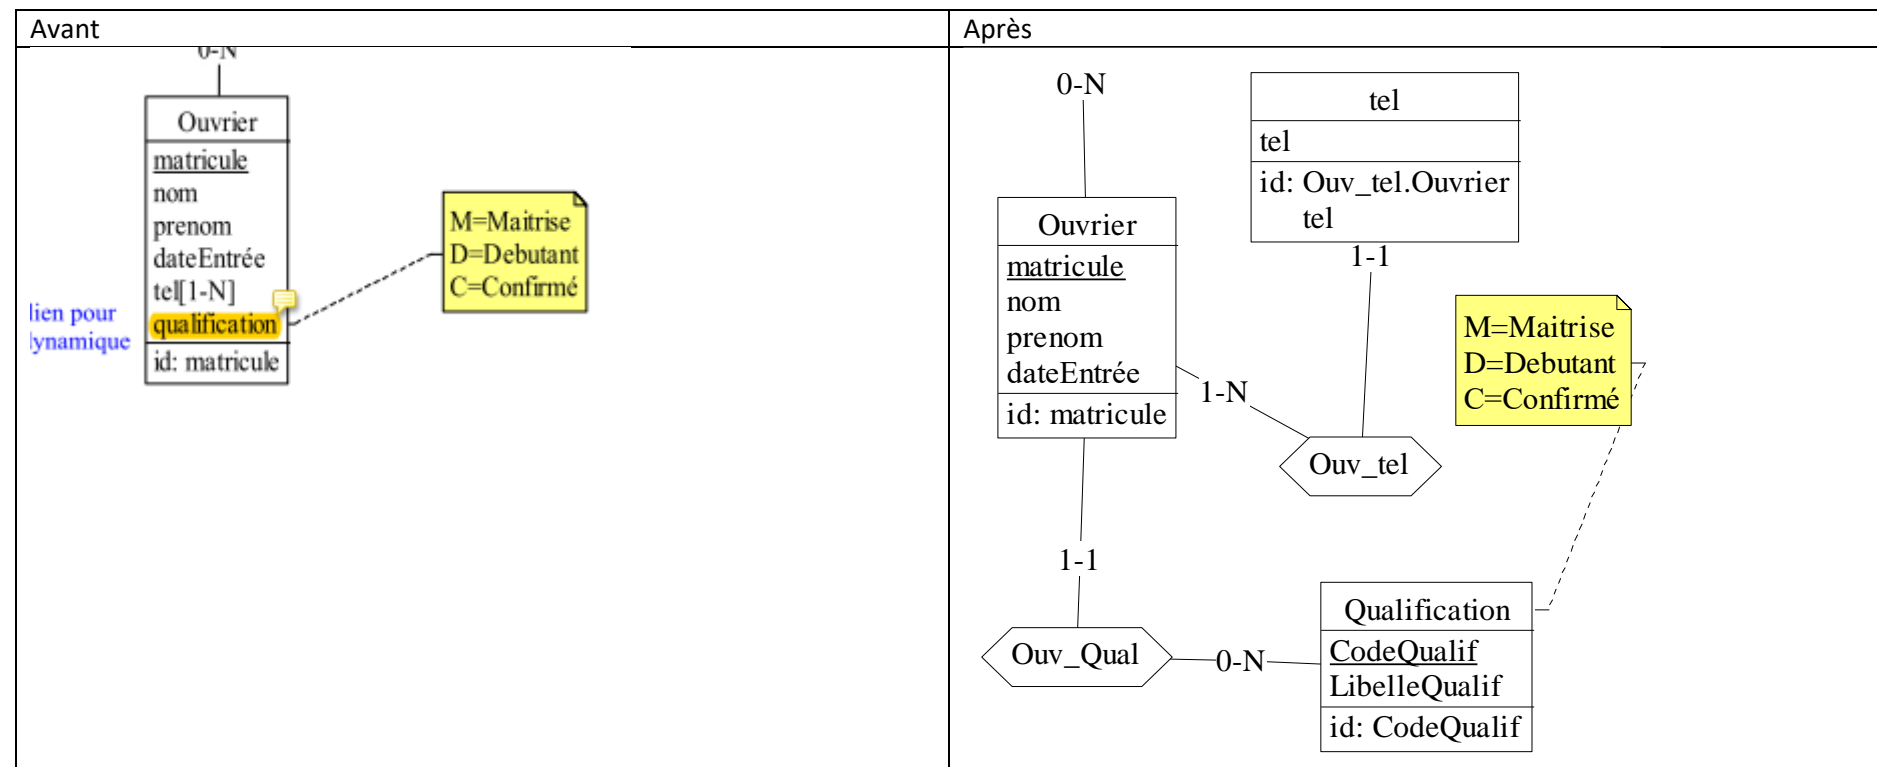 Avant
0-N
Ouvrier
matricule
nom
prenom
dateEntrée
tel[1-N]
qualification
id: matricule
M=Maitrise
D=Debutant
C=Confirmé
lien pour
ynamique
Après
0-N
tel
tel
id: Ouv_tel.Ouvrier
tel
1-1
Ouvrier
matricule
nom
prenom
dateEntrée
id: matricule
1-N
Ouv_tel
M=Maitrise
D=Debutant
C=Confirmé
1-1
Ouv_Qual
0-N
Qualification
CodeQualif
LibelleQualif
id: CodeQualif